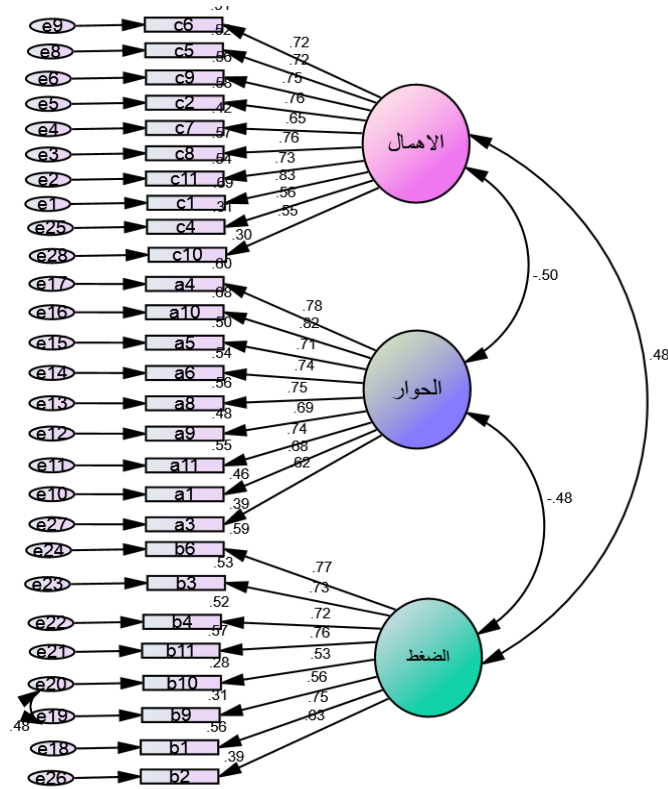 e9 c6
.52 .72
e8 c5 .72
.56
e6 c9 .75
.58
e5 c2 .76
.42
e4 c7 .65
.57
e3 c8 .76
الاهمال
.54
e2 c11 .73
.69 .83
e1 c1 .56
.31 .55
e25 c4
.30
e28 c10
.60
-.50
e17 a4
.68 .78
e16 a10 .82
.50
e15 a5 .71
.54
.48
e14 a6 .74
.56
e13 a8 .75
الحوار
.48 .69
e12 a9
.55 .74
e11 a11 .68
.46 .62
e10 a1
.39
-.48
e27 a3
.59
e24 b6
.53 .77
e23 b3 .73
.52 .72
e22 b4
.57 .76
e21 b11 .53
الضغط
.28
e20 b10 .56
.31 .75
e19 b9 .63
.48 .56
e18 b1
.39
e26 b2